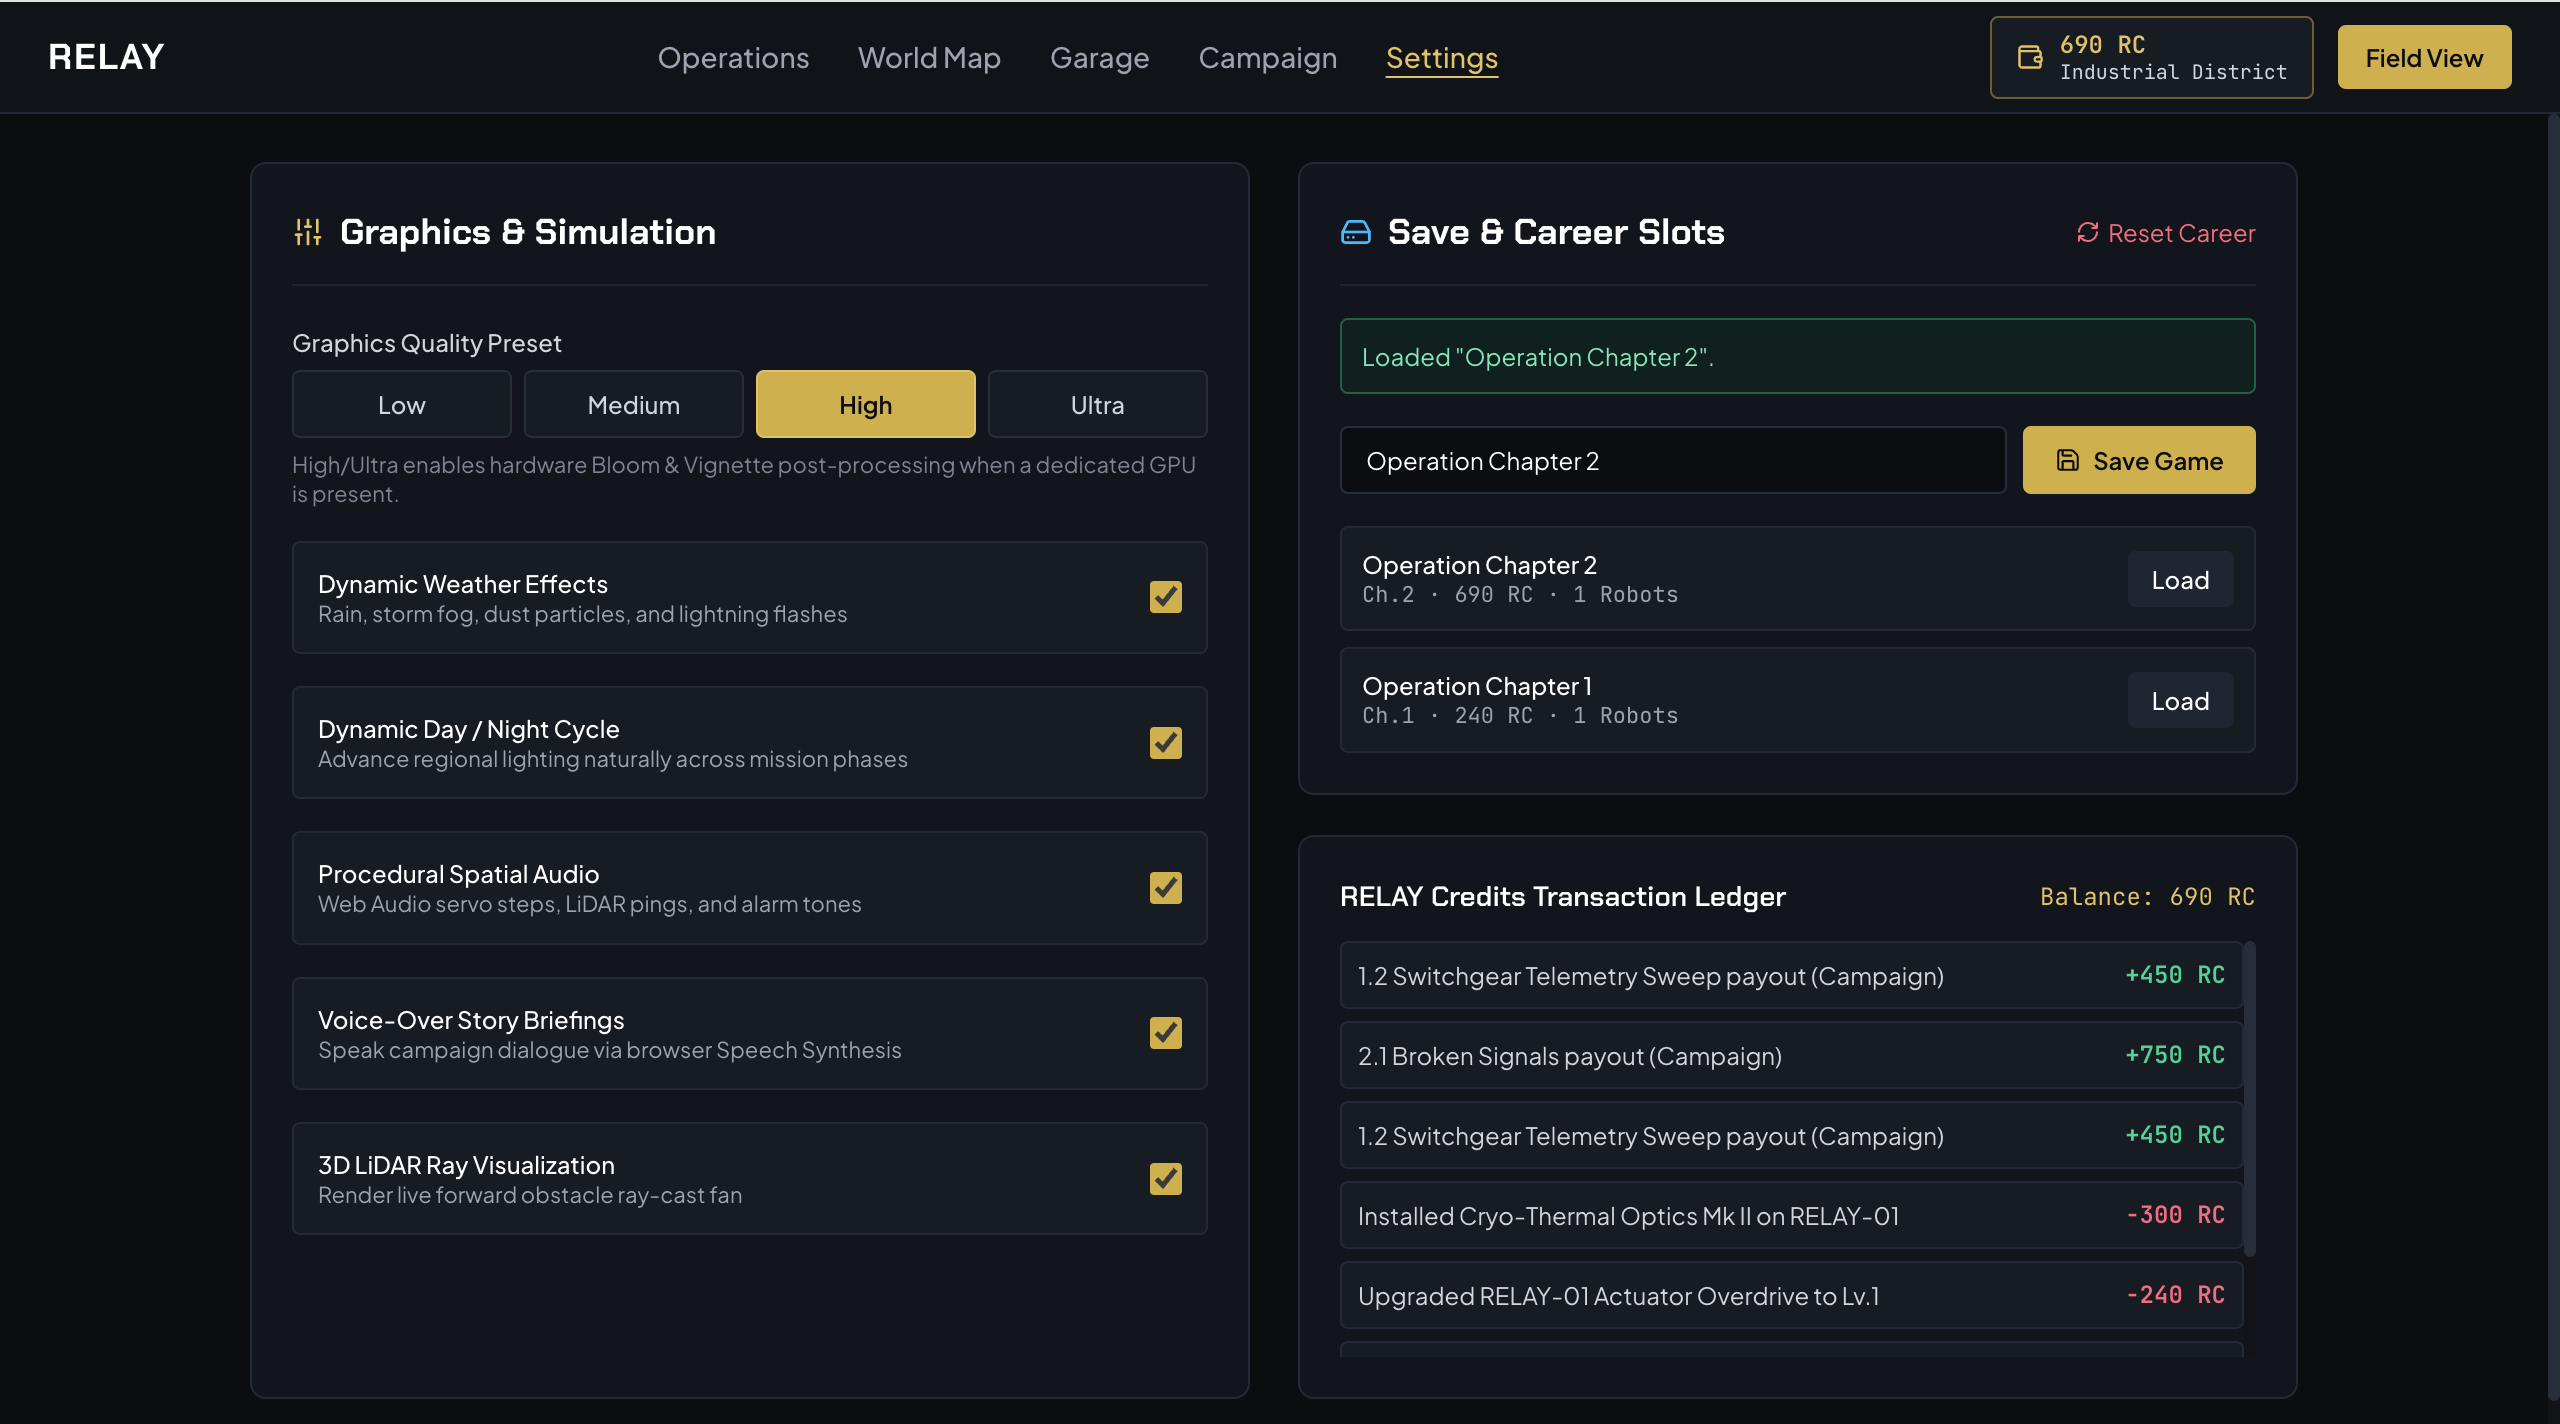 RELAY
Operations
World Map
Garage
Campaign
Settings
690 RC
Industrial District
Field View
Graphics & Simulation
Graphics Quality Preset
Low
Medium
High
Ultra
High/Ultra enables hardware Bloom & Vignette post-processing when a dedicated GPU
is present.
Dynamic Weather Effects
Rain, storm fog, dust particles, and lightning flashes
Dynamic Day / Night Cycle
Advance regional lighting naturally across mission phases
Procedural Spatial Audio
Web Audio servo steps, LiDAR pings, and alarm tones
Voice-Over Story Briefings
Speak campaign dialogue via browser Speech Synthesis
3D LiDAR Ray Visualization
Render live forward obstacle ray-cast fan
Save & Career Slots
Reset Career
Loaded "Operation Chapter 2".
Operation Chapter 2
Save Game
Operation Chapter 2
Ch.2 · 690 RC · 1 Robots
Load
Operation Chapter 1
Ch.1 · 240 RC · 1 Robots
Load
RELAY Credits Transaction Ledger
Balance: 690 RC
1.2 Switchgear Telemetry Sweep payout (Campaign)
+450 RC
2.1 Broken Signals payout (Campaign)
+750 RC
1.2 Switchgear Telemetry Sweep payout (Campaign)
+450 RC
Installed Cryo-Thermal Optics Mk II on RELAY-01
-300 RC
Upgraded RELAY-01 Actuator Overdrive to Lv.1
-240 RC